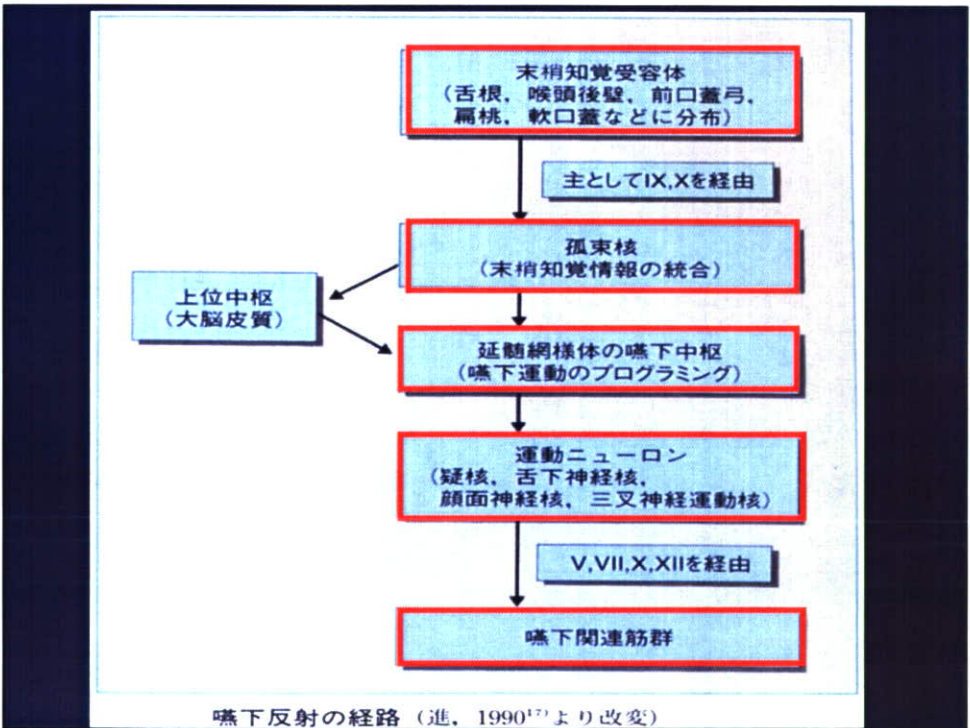 末梢知覚受容体
(舌根，喉頭後壁，前口蓋弓，
扁桃，軟口蓋などに分布)
主としてIX,Xを経由
孤束核
(末梢知覚情報の統合)
上位中枢
(大脳皮質)
延髄網様体の嚥下中枢
(嚥下運動のプログラミング)
運動ニューロン
(疑核，舌下神経核，
顔面神経核，三叉神経運動核)
V,VII,X,XIIを経由
嚥下関連筋群
嚥下反射の経路 (進，1990¹⁷⁾より改変)